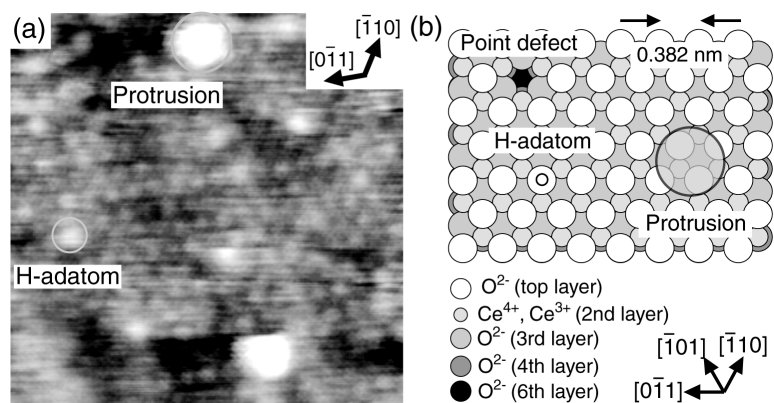 (a)
[1̄10]
[01̄1]
Protrusion
H-adatom
(b)
Point defect
0.382 nm
H-adatom
Protrusion
O²⁻ (top layer)
Ce⁴⁺, Ce³⁺ (2nd layer)
O²⁻ (3rd layer)
O²⁻ (4th layer)
O²⁻ (6th layer)
[1̄01]
[1̄10]
[01̄1]